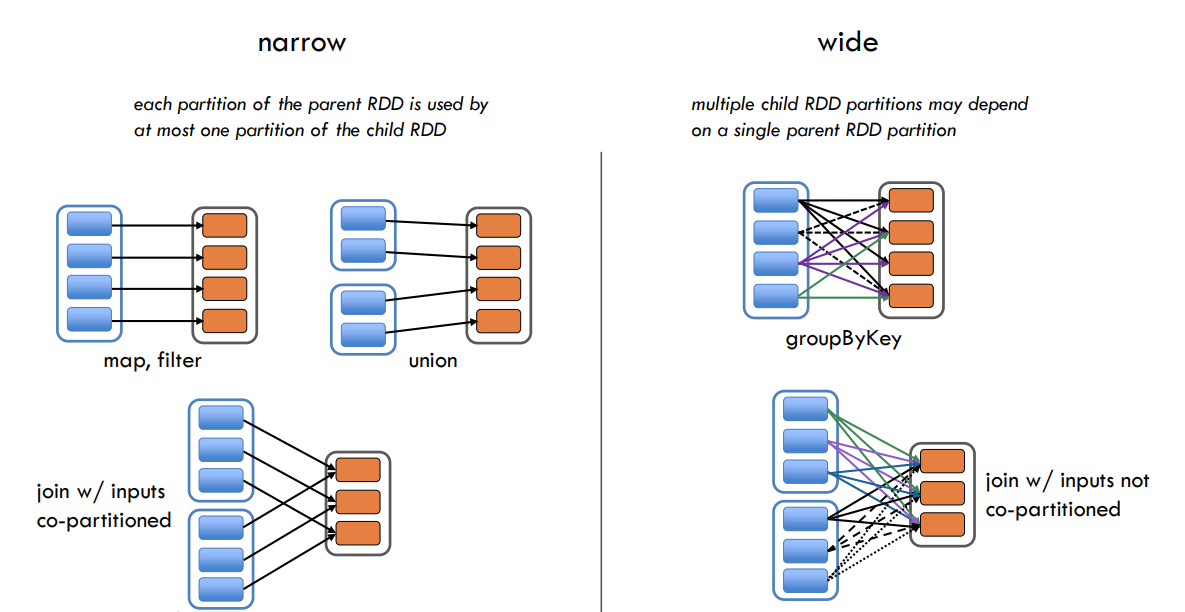 narrow
each partition of the parent RDD is used by
at most one partition of the child RDD
map, filter
union
join w/ inputs
co-partitioned
wide
multiple child RDD partitions may depend
on a single parent RDD partition
groupByKey
join w/ inputs not
co-partitioned